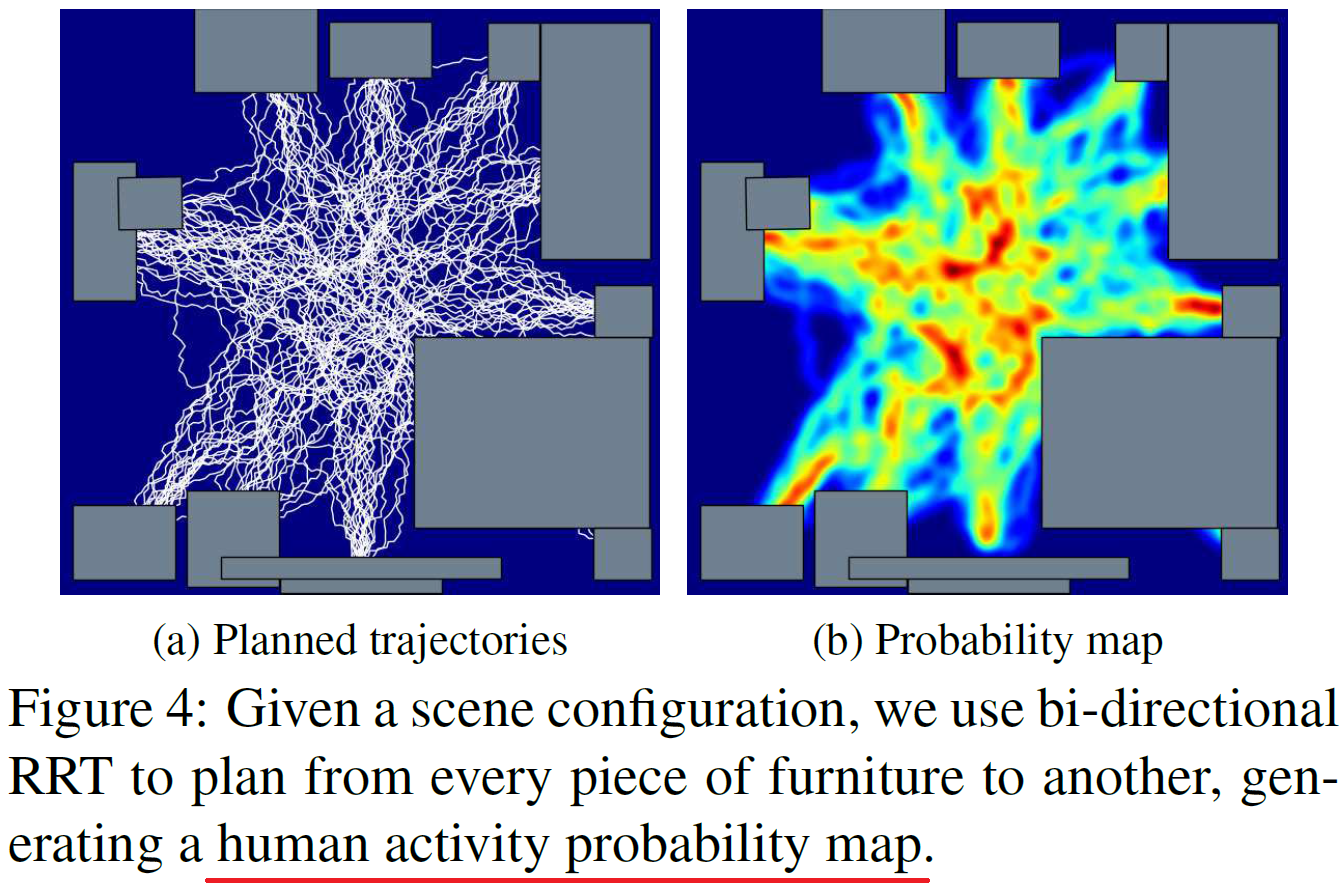 (a) Planned trajectories
(b) Probability map
Figure 4: Given a scene configuration, we use bi-directional
RRT to plan from every piece of furniture to another, gen-
erating a human activity probability map.